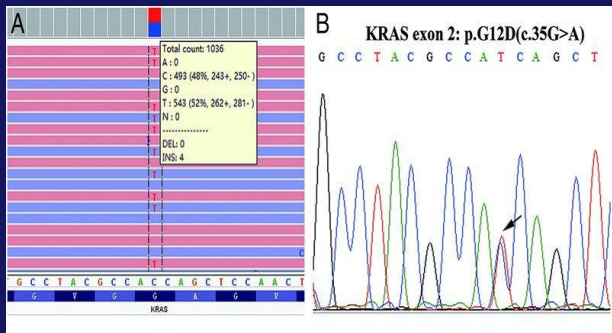 A
Total count: 1036
A : 0
C : 493 (48%, 243+, 250- )
G : 0
T : 543 (52%, 262+, 281- )
N : 0
---------------
DEL: 0
INS: 4
T
T
T
T
T
T
T
T
T
C
G C C T A C G C C A C C A G C T C C A A C T
G V G G A G V
KRAS
B
KRAS exon 2: p.G12D(c.35G>A)
G C C T A C G C C A T C A G C T